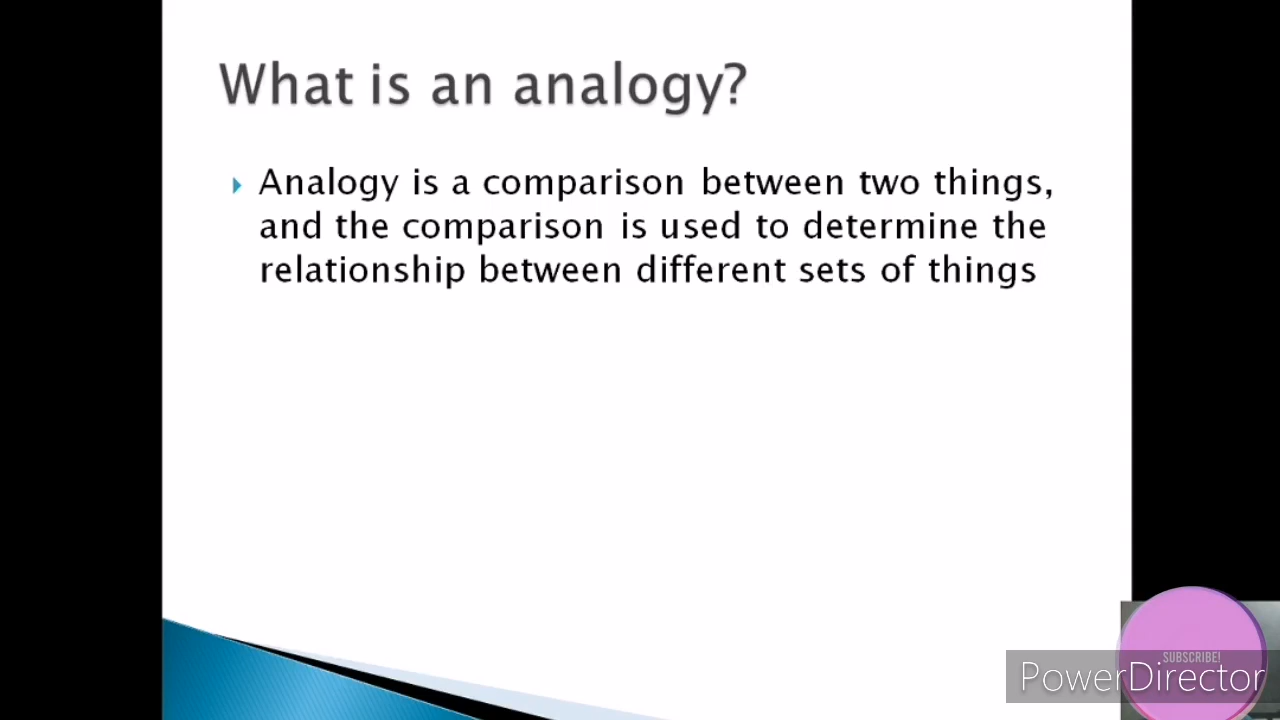 What is an analogy?
Analogy is a comparison between two things,
and the comparison is used to determine the
relationship between different sets of things
SUBSCRIBE!
PowerDirector